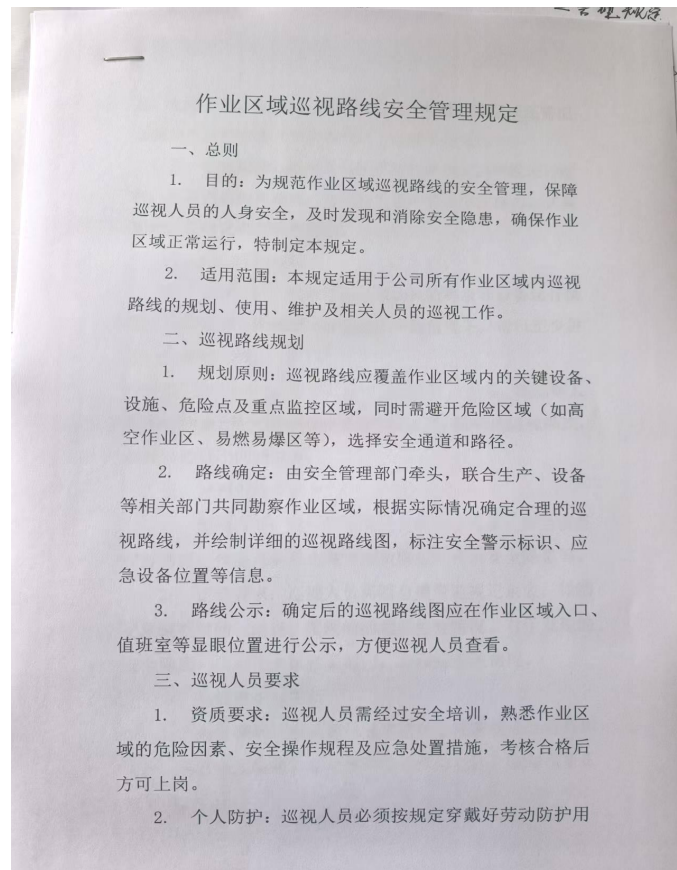 作业区域巡视路线安全管理规定
一、总则
1. 目的：为规范作业区域巡视路线的安全管理，保障
巡视人员的人身安全，及时发现和消除安全隐患，确保作业
区域正常运行，特制定本规定。
2. 适用范围：本规定适用于公司所有作业区域内巡视
路线的规划、使用、维护及相关人员的巡视工作。
二、巡视路线规划
1. 规划原则：巡视路线应覆盖作业区域内的关键设备、
设施、危险点及重点监控区域，同时需避开危险区域（如高
空作业区、易燃易爆区等），选择安全通道和路径。
2. 路线确定：由安全管理部门牵头，联合生产、设备
等相关部门共同勘察作业区域，根据实际情况确定合理的巡
视路线，并绘制详细的巡视路线图，标注安全警示标识、应
急设备位置等信息。
3. 路线公示：确定后的巡视路线图应在作业区域入口、
值班室等显眼位置进行公示，方便巡视人员查看。
三、巡视人员要求
1. 资质要求：巡视人员需经过安全培训，熟悉作业区
域的危险因素、安全操作规程及应急处置措施，考核合格后
方可上岗。
2. 个人防护：巡视人员必须按规定穿戴好劳动防护用